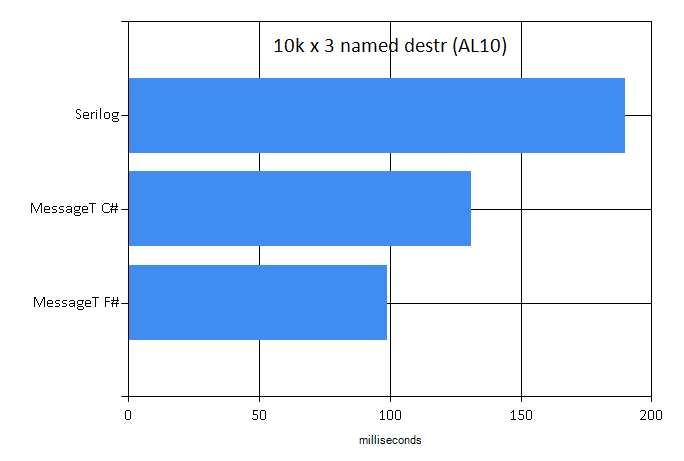 10k x 3 named destr (AL10)
Serilog
MessageT C#
MessageT F#
0 50 100 150 200
milliseconds